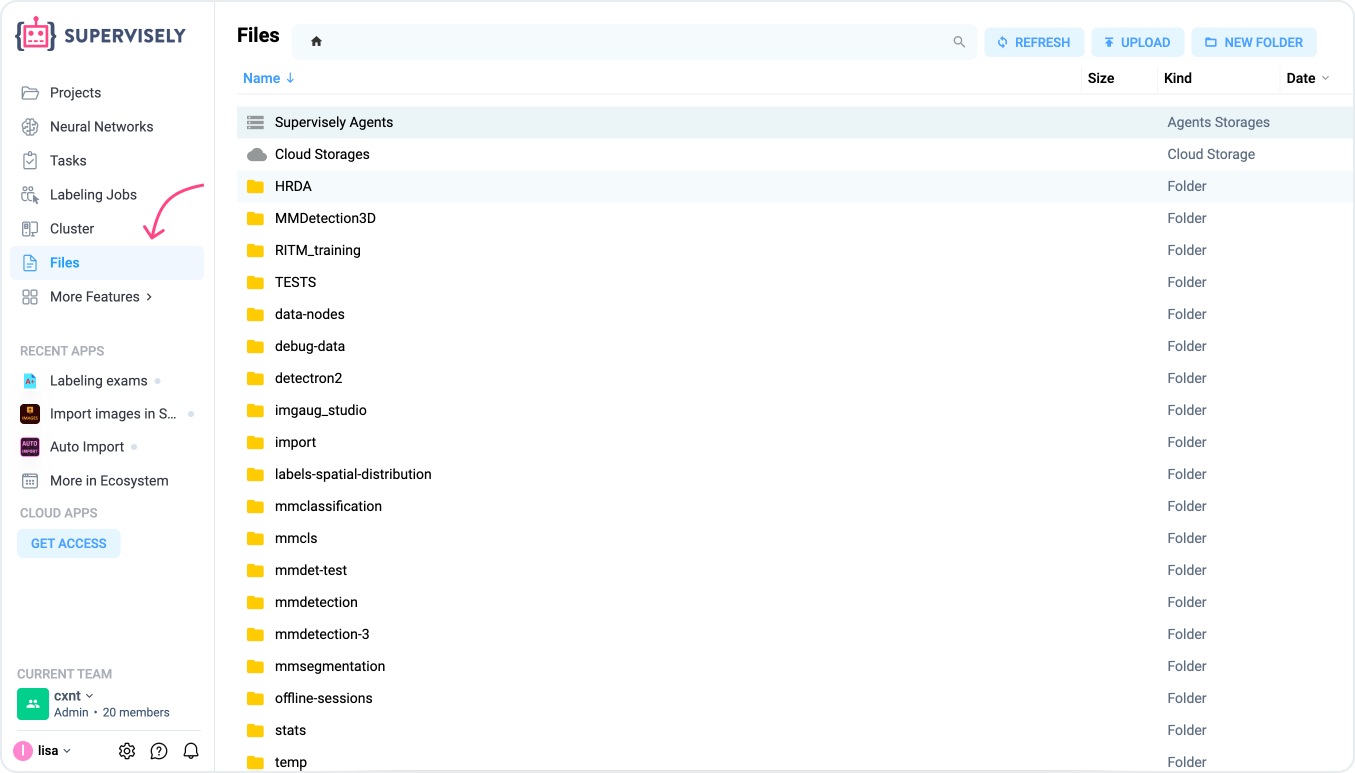 SUPERVISELY
Projects
Neural Networks
Tasks
Labeling Jobs
Cluster
Files
More Features
RECENT APPS
A+ Labeling exams
IMAGES Import images in S...
AUTO IMPORT Auto Import
More in Ecosystem
CLOUD APPS
GET ACCESS
CURRENT TEAM
cxnt
Admin • 20 members
l lisa
Files
REFRESH UPLOAD NEW FOLDER
Name Size Kind Date
Supervisely Agents Agents Storages
Cloud Storages Cloud Storage
HRDA Folder
MMDetection3D Folder
RITM_training Folder
TESTS Folder
data-nodes Folder
debug-data Folder
detectron2 Folder
imgaug_studio Folder
import Folder
labels-spatial-distribution Folder
mmclassification Folder
mmcls Folder
mmdet-test Folder
mmdetection Folder
mmdetection-3 Folder
mmsegmentation Folder
offline-sessions Folder
stats Folder
temp Folder